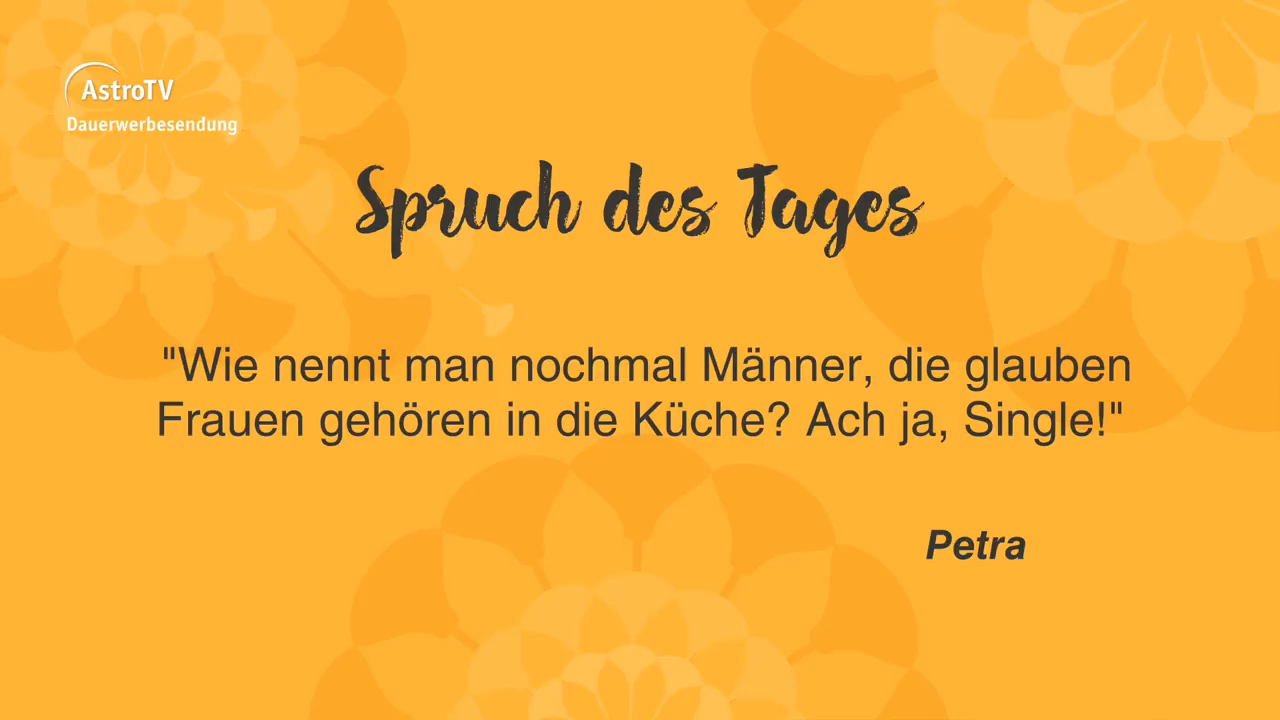 AstroTV
Dauerwerbesendung
Spruch des Tages
"Wie nennt man nochmal Männer, die glauben
Frauen gehören in die Küche? Ach ja, Single!"
Petra